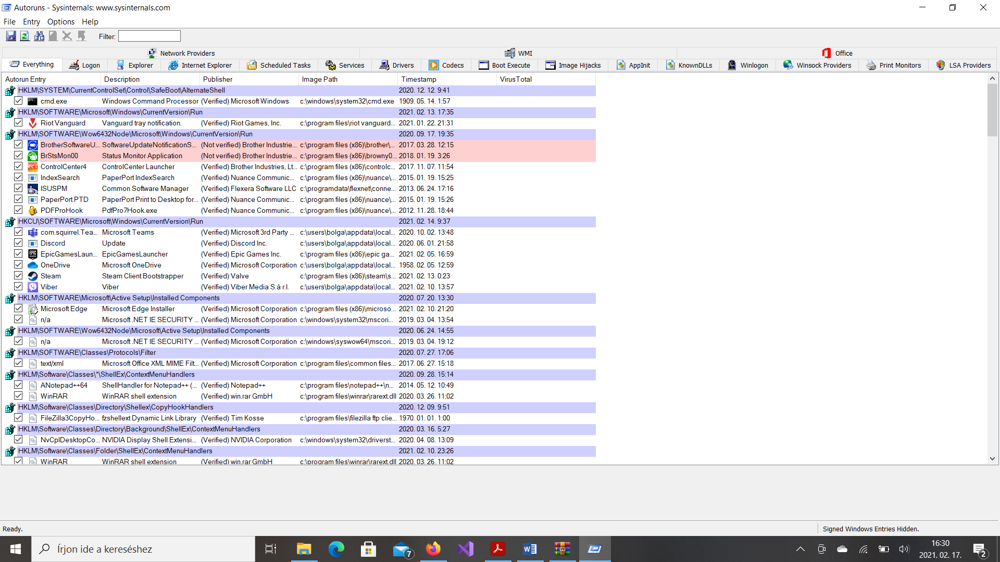 Autoruns - Sysinternals: www.sysinternals.com
File Entry Options Help
Filter:
Network Providers WMI Office
Everything Logon Explorer Internet Explorer Scheduled Tasks Services Drivers Codecs Boot Execute Image Hijacks AppInit KnownDLLs Winlogon Winsock Providers Print Monitors LSA Providers
Autorun Entry Description Publisher Image Path Timestamp VirusTotal
HKLM\SYSTEM\CurrentControlSet\Control\SafeBoot\AlternateShell 2020. 12. 12. 9:41
cmd.exe Windows Command Processor (Verified) Microsoft Windows c:\windows\system32\cmd.exe 1909. 05. 14. 1:57
HKLM\SOFTWARE\Microsoft\Windows\CurrentVersion\Run 2021. 02. 13. 17:35
Riot Vanguard Vanguard tray notification. (Verified) Riot Games, Inc. c:\program files\riot vanguard... 2021. 01. 22. 21:31
HKLM\SOFTWARE\Wow6432Node\Microsoft\Windows\CurrentVersion\Run 2020. 09. 17. 19:35
BrotherSoftwareU... SoftwareUpdateNotificationS... (Not verified) Brother Industrie... c:\program files (x86)\brother\... 2017. 03. 28. 12:15
BrStsMon00 Status Monitor Application (Not verified) Brother Industrie... c:\program files (x86)\browny0... 2018. 01. 19. 3:26
ControlCenter4 ControlCenter Launcher (Verified) Brother Industries, Lt... c:\program files (x86)\controlc... 2017. 11. 07. 11:54
IndexSearch PaperPort IndexSearch (Verified) Nuance Communic... c:\program files (x86)\nuance\... 2015. 01. 19. 15:25
ISUSPM Common Software Manager (Verified) Flexera Software LLC c:\programdata\flexnet\conne... 2013. 06. 24. 17:16
PaperPort PTD PaperPort Print to Desktop for... (Verified) Nuance Communic... c:\program files (x86)\nuance\... 2015. 01. 19. 15:26
PDFProHook PdfPro7Hook.exe (Verified) Nuance Communic... c:\program files (x86)\nuance\... 2012. 11. 28. 18:44
HKCU\SOFTWARE\Microsoft\Windows\CurrentVersion\Run 2021. 02. 14. 9:37
com.squirrel.Tea... Microsoft Teams (Verified) Microsoft 3rd Party ... c:\users\bolga\appdata\local... 2020. 10. 02. 13:48
Discord Update (Verified) Discord Inc. c:\users\bolga\appdata\local... 2020. 06. 01. 21:58
EpicGamesLaun... EpicGamesLauncher (Verified) Epic Games Inc. c:\program files (x86)\epic ga... 2021. 02. 05. 16:59
OneDrive Microsoft OneDrive (Verified) Microsoft Corporation c:\users\bolga\appdata\local... 1958. 02. 05. 12:59
Steam Steam Client Bootstrapper (Verified) Valve c:\program files (x86)\steam\s... 2021. 02. 13. 0:23
Viber Viber (Verified) Viber Media S.à r.l. c:\users\bolga\appdata\local... 2021. 02. 10. 13:57
HKLM\SOFTWARE\Microsoft\Active Setup\Installed Components 2020. 07. 20. 13:30
Microsoft Edge Microsoft Edge Installer (Verified) Microsoft Corporation c:\program files (x86)\microso... 2021. 02. 10. 21:20
n/a Microsoft .NET IE SECURITY ... (Verified) Microsoft Corporation c:\windows\system32\mscori... 2019. 03. 04. 13:54
HKLM\SOFTWARE\Wow6432Node\Microsoft\Active Setup\Installed Components 2020. 06. 24. 14:55
n/a Microsoft .NET IE SECURITY ... (Verified) Microsoft Corporation c:\windows\syswow64\mscori... 2019. 03. 04. 19:12
HKLM\SOFTWARE\Classes\Protocols\Filter 2020. 07. 27. 17:06
text/xml Microsoft Office XML MIME Filt... (Verified) Microsoft Corporation c:\program files\common files... 2017. 06. 27. 15:18
HKLM\Software\Classes\*\ShellEx\ContextMenuHandlers 2020. 09. 28. 15:14
ANotepad++64 ShellHandler for Notepad++ (... (Verified) Notepad++ c:\program files\notepad++\n... 2014. 05. 12. 10:49
WinRAR WinRAR shell extension (Verified) win.rar GmbH c:\program files\winrar\rarext.dll 2020. 03. 26. 11:02
HKLM\Software\Classes\Directory\Shellex\CopyHookHandlers 2020. 12. 09. 9:51
FileZilla3CopyHo... fzshellext Dynamic Link Library (Verified) Tim Kosse c:\program files\filezilla ftp clie... 1970. 01. 01. 1:00
HKLM\Software\Classes\Directory\Background\ShellEx\ContextMenuHandlers 2020. 03. 16. 5:27
NvCplDesktopCo... NVIDIA Display Shell Extensi... (Verified) NVIDIA Corporation c:\windows\system32\driverst... 2020. 04. 08. 13:09
HKLM\Software\Classes\Folder\ShellEx\ContextMenuHandlers 2021. 02. 10. 23:26
WinRAR WinRAR shell extension (Verified) win.rar GmbH c:\program files\winrar\rarext.dll 2020. 03. 26. 11:02
Ready. Signed Windows Entries Hidden.
Írjon ide a kereséshez 7 16:30
2021. 02. 17. 2